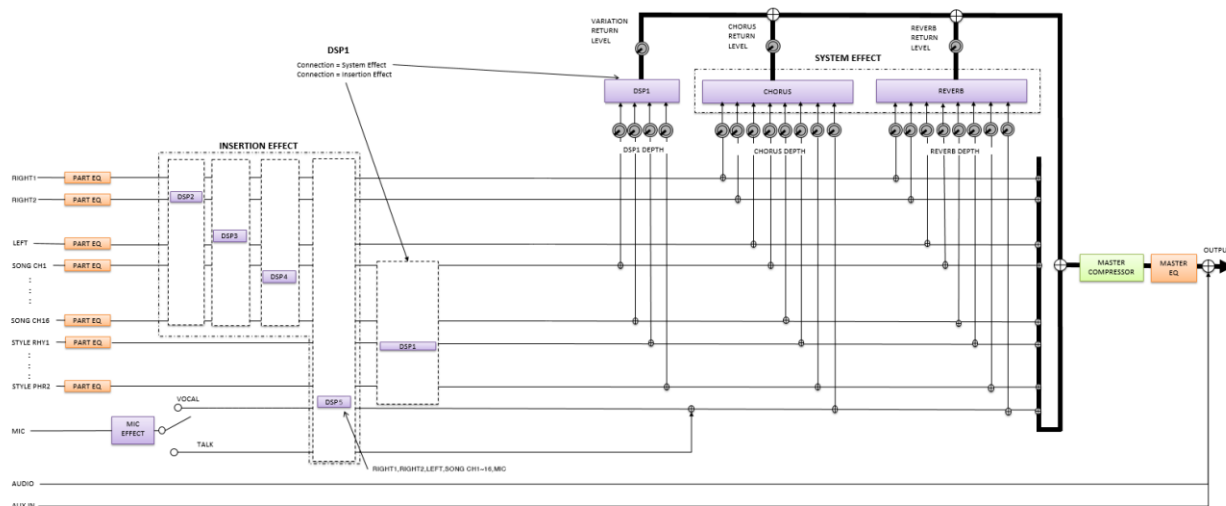 VARIATION
RETURN
LEVEL
CHORUS
RETURN
LEVEL
REVERB
RETURN
LEVEL
DSP1
Connection = System Effect
Connection = Insertion Effect
SYSTEM EFFECT
DSP1
CHORUS
REVERB
DSP1 DEPTH
CHORUS DEPTH
REVERB DEPTH
INSERTION EFFECT
RIGHT1
PART EQ
DSP2
RIGHT2
PART EQ
LEFT
PART EQ
DSP3
SONG CH1
PART EQ
DSP4
OUTPUT
MASTER
COMPRESSOR
MASTER
EQ
SONG CH16
PART EQ
STYLE RHY1
PART EQ
DSP1
STYLE PHR2
PART EQ
VOCAL
DSP5
MIC
MIC
EFFECT
TALK
RIGHT1,RIGHT2,LEFT,SONG CH1~16,MIC
AUDIO
AUX IN